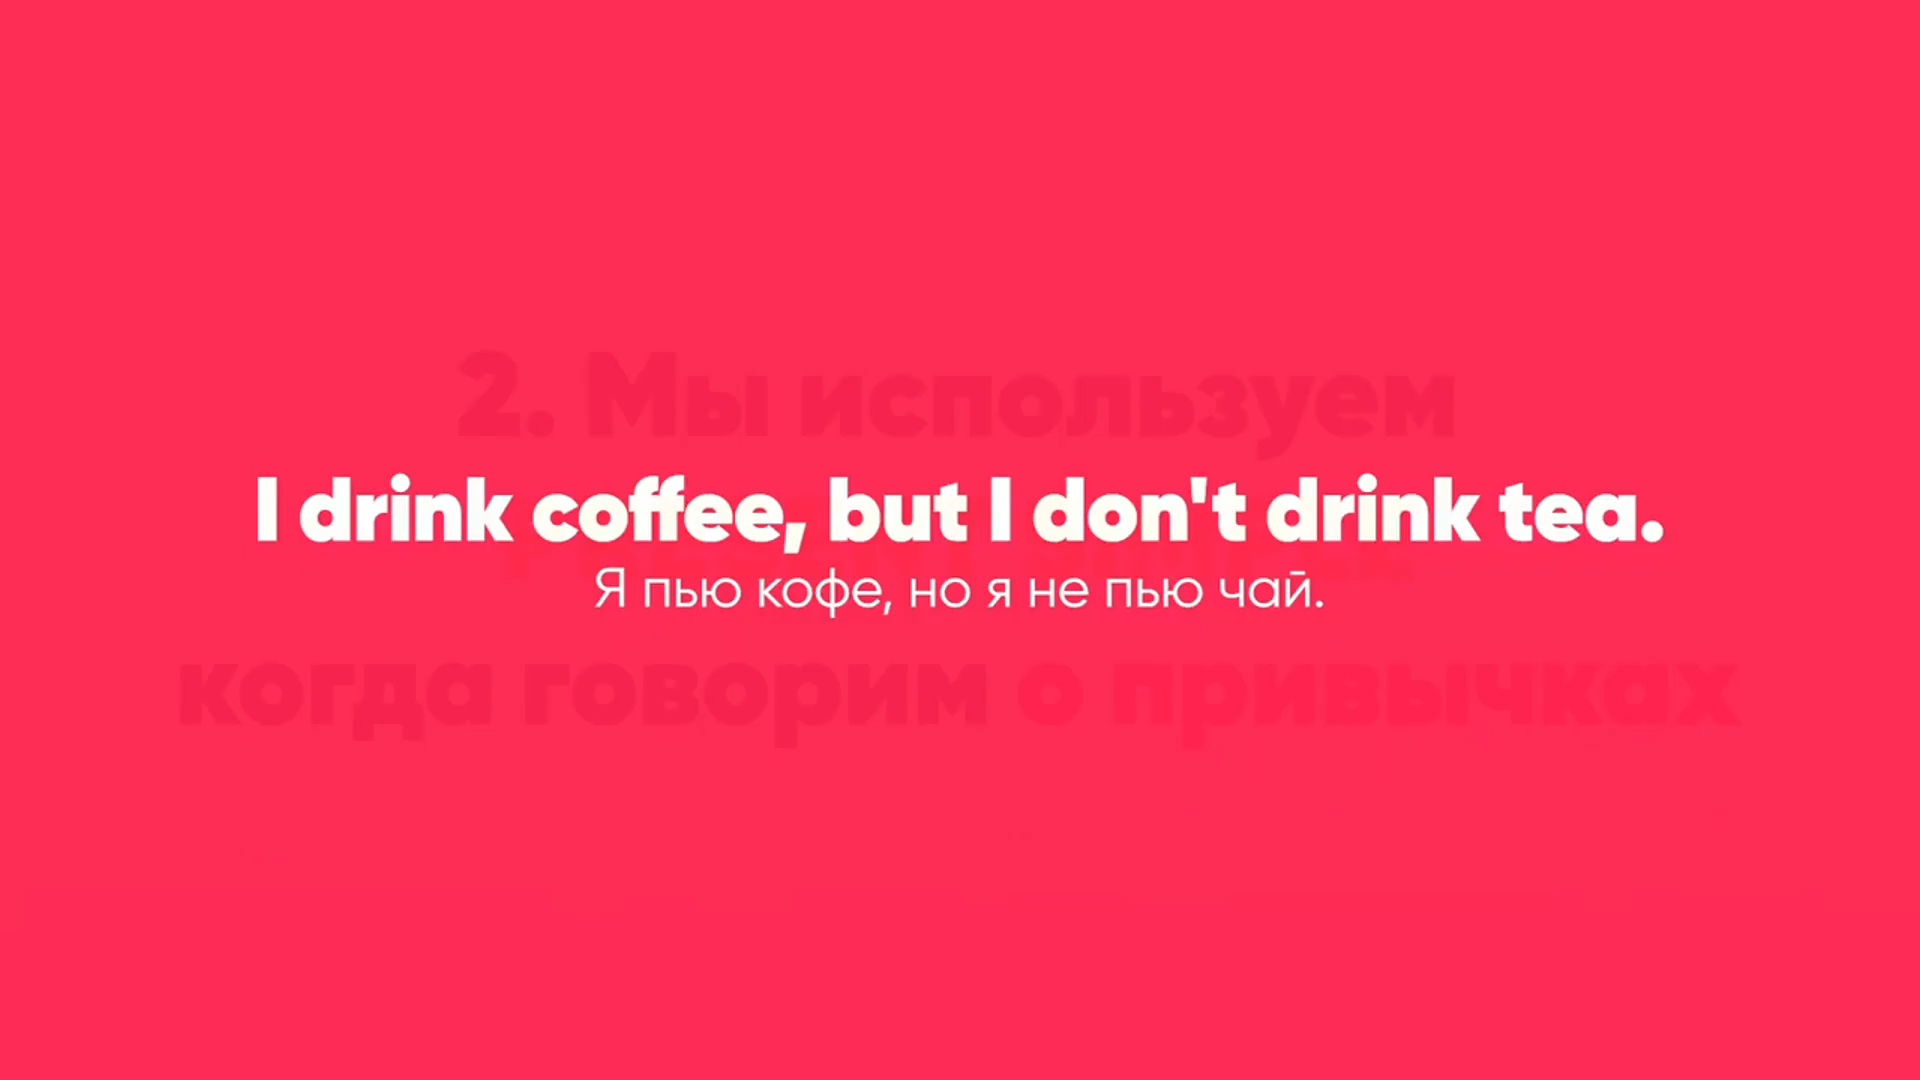 2. Мы используем
I drink coffee, but I don't drink tea.
Я пью кофе, но я не пью чай.
когда говорим о привычках